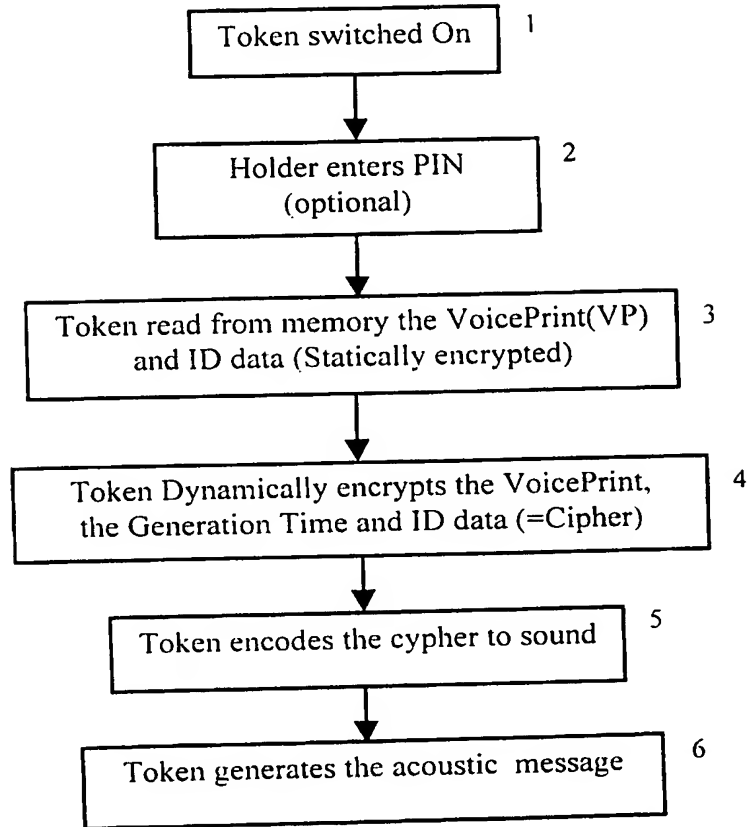 Token switched On
1
Holder enters PIN
(optional)
2
Token read from memory the VoicePrint(VP)
and ID data (Statically encrypted)
3
Token Dynamically encrypts the VoicePrint,
the Generation Time and ID data (=Cipher)
4
Token encodes the cypher to sound
5
Token generates the acoustic message
6